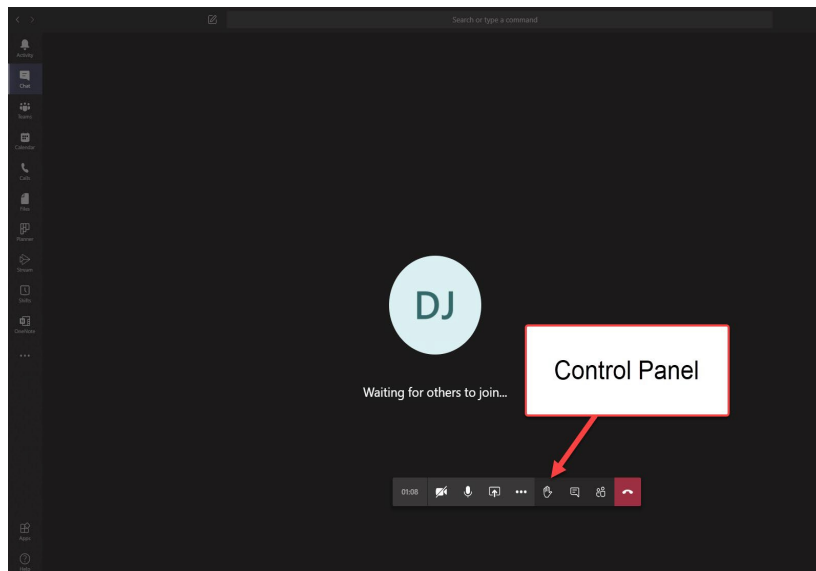 Search or type a command
Activity
Chat
Teams
Calendar
Calls
Files
Planner
Stream
Shifts
OneNote
DJ
Control Panel
Waiting for others to join...
01:08
Apps
Help